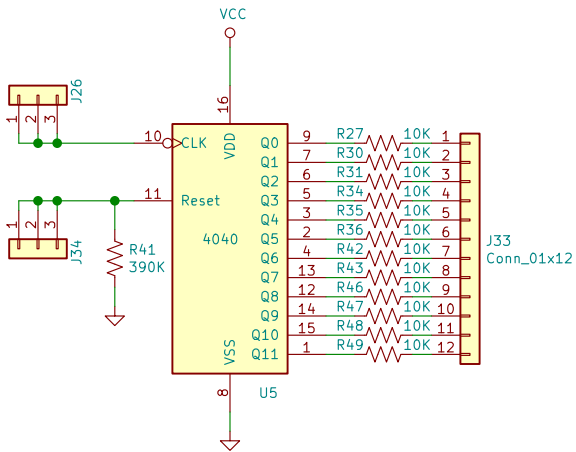 VCC
J26
1 2 3
16
10 CLK
VDD
Q0 9 R27 10K 1
Q1 7 R30 10K 2
Q2 6 R31 10K 3
11 Reset
Q3 5 R34 10K 4
Q4 3 R35 10K 5
1 2 3
J34
R41
390K
4040
Q5 2 R36 10K 6
Q6 4 R42 10K 7
Q7 13 R43 10K 8
Q8 12 R46 10K 9
Q9 14 R47 10K 10
Q10 15 R48 10K 11
Q11 1 R49 10K 12
J33
Conn_01x12
VSS
8
U5